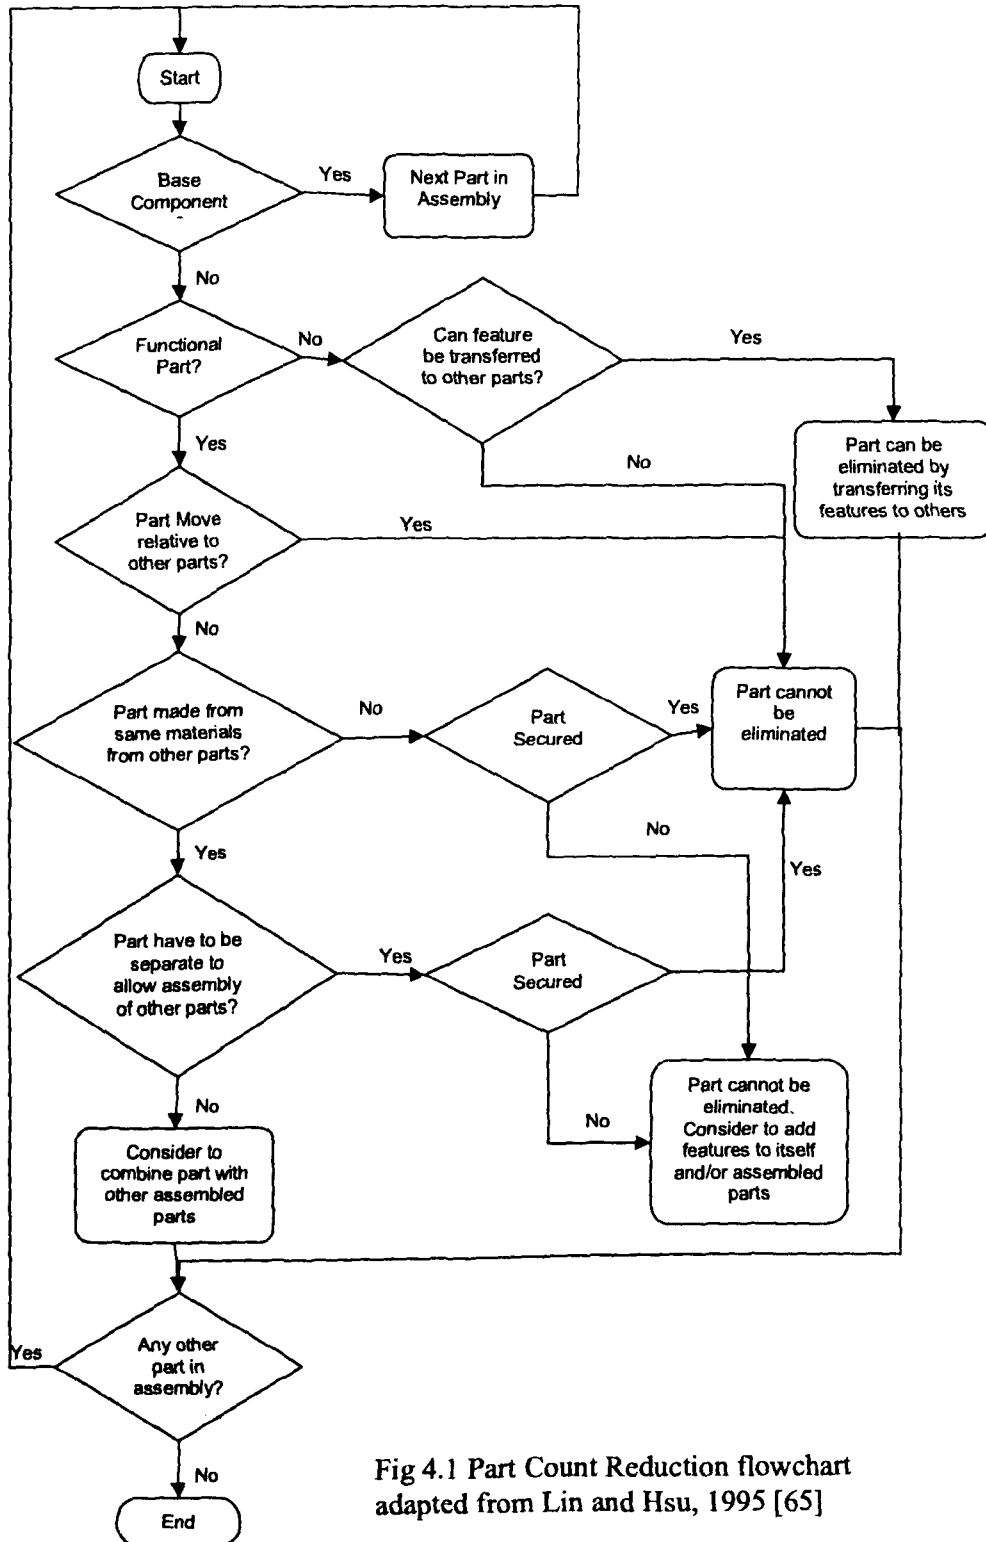 Start
Base
Component
Yes
Next Part in
Assembly
No
Functional
Part?
No
Can feature
be transferred
to other parts?
Yes
Yes
No
Part can be
eliminated by
transferring its
features to others
Part Move
relative to
other parts?
Yes
No
Part made from
same materials
from other parts?
No
Part
Secured
Yes
Part cannot
be
eliminated
Yes
No
Yes
Part have to be
separate to
allow assembly
of other parts?
Yes
Part
Secured
No
No
Part cannot be
eliminated.
Consider to add
features to itself
and/or assembled
parts
Consider to
combine part with
other assembled
parts
Yes
Any other
part in
assembly?
No
End
Fig 4.1 Part Count Reduction flowchart
adapted from Lin and Hsu, 1995 [65]